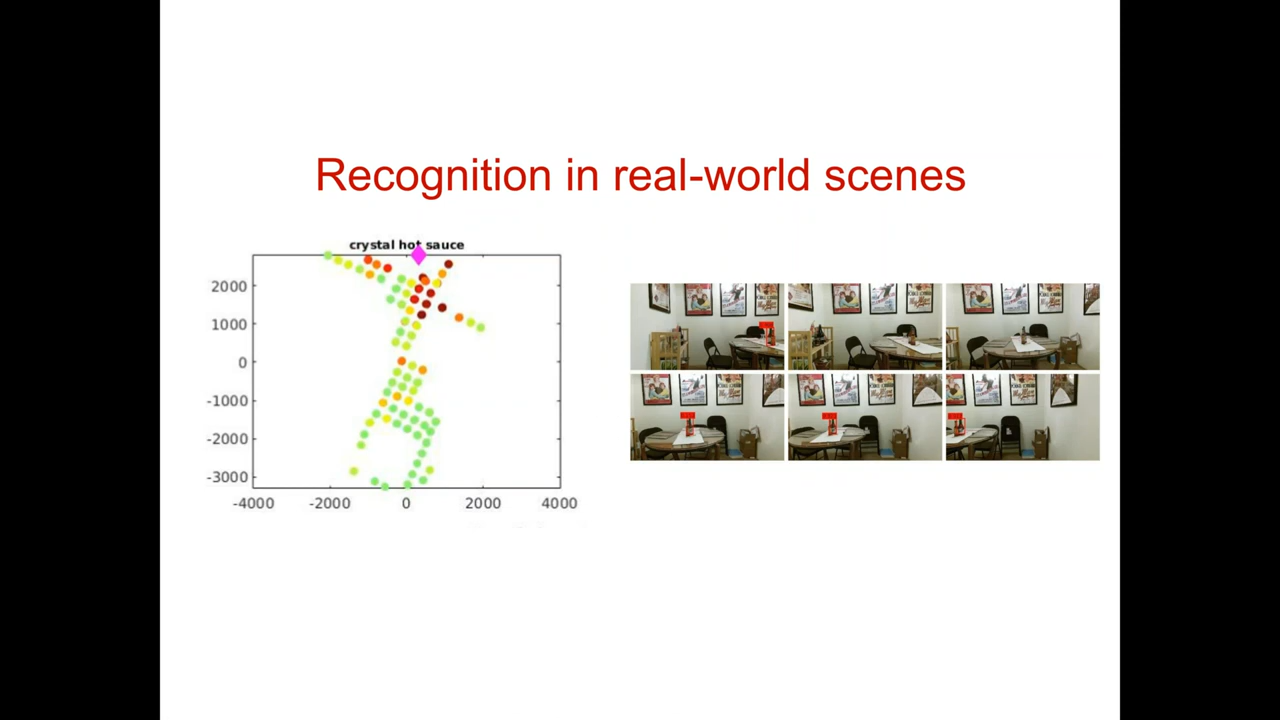 Recognition in real-world scenes
crystal hot sauce
2000
1000
0
-1000
-2000
-3000
-4000 -2000 0 2000 4000